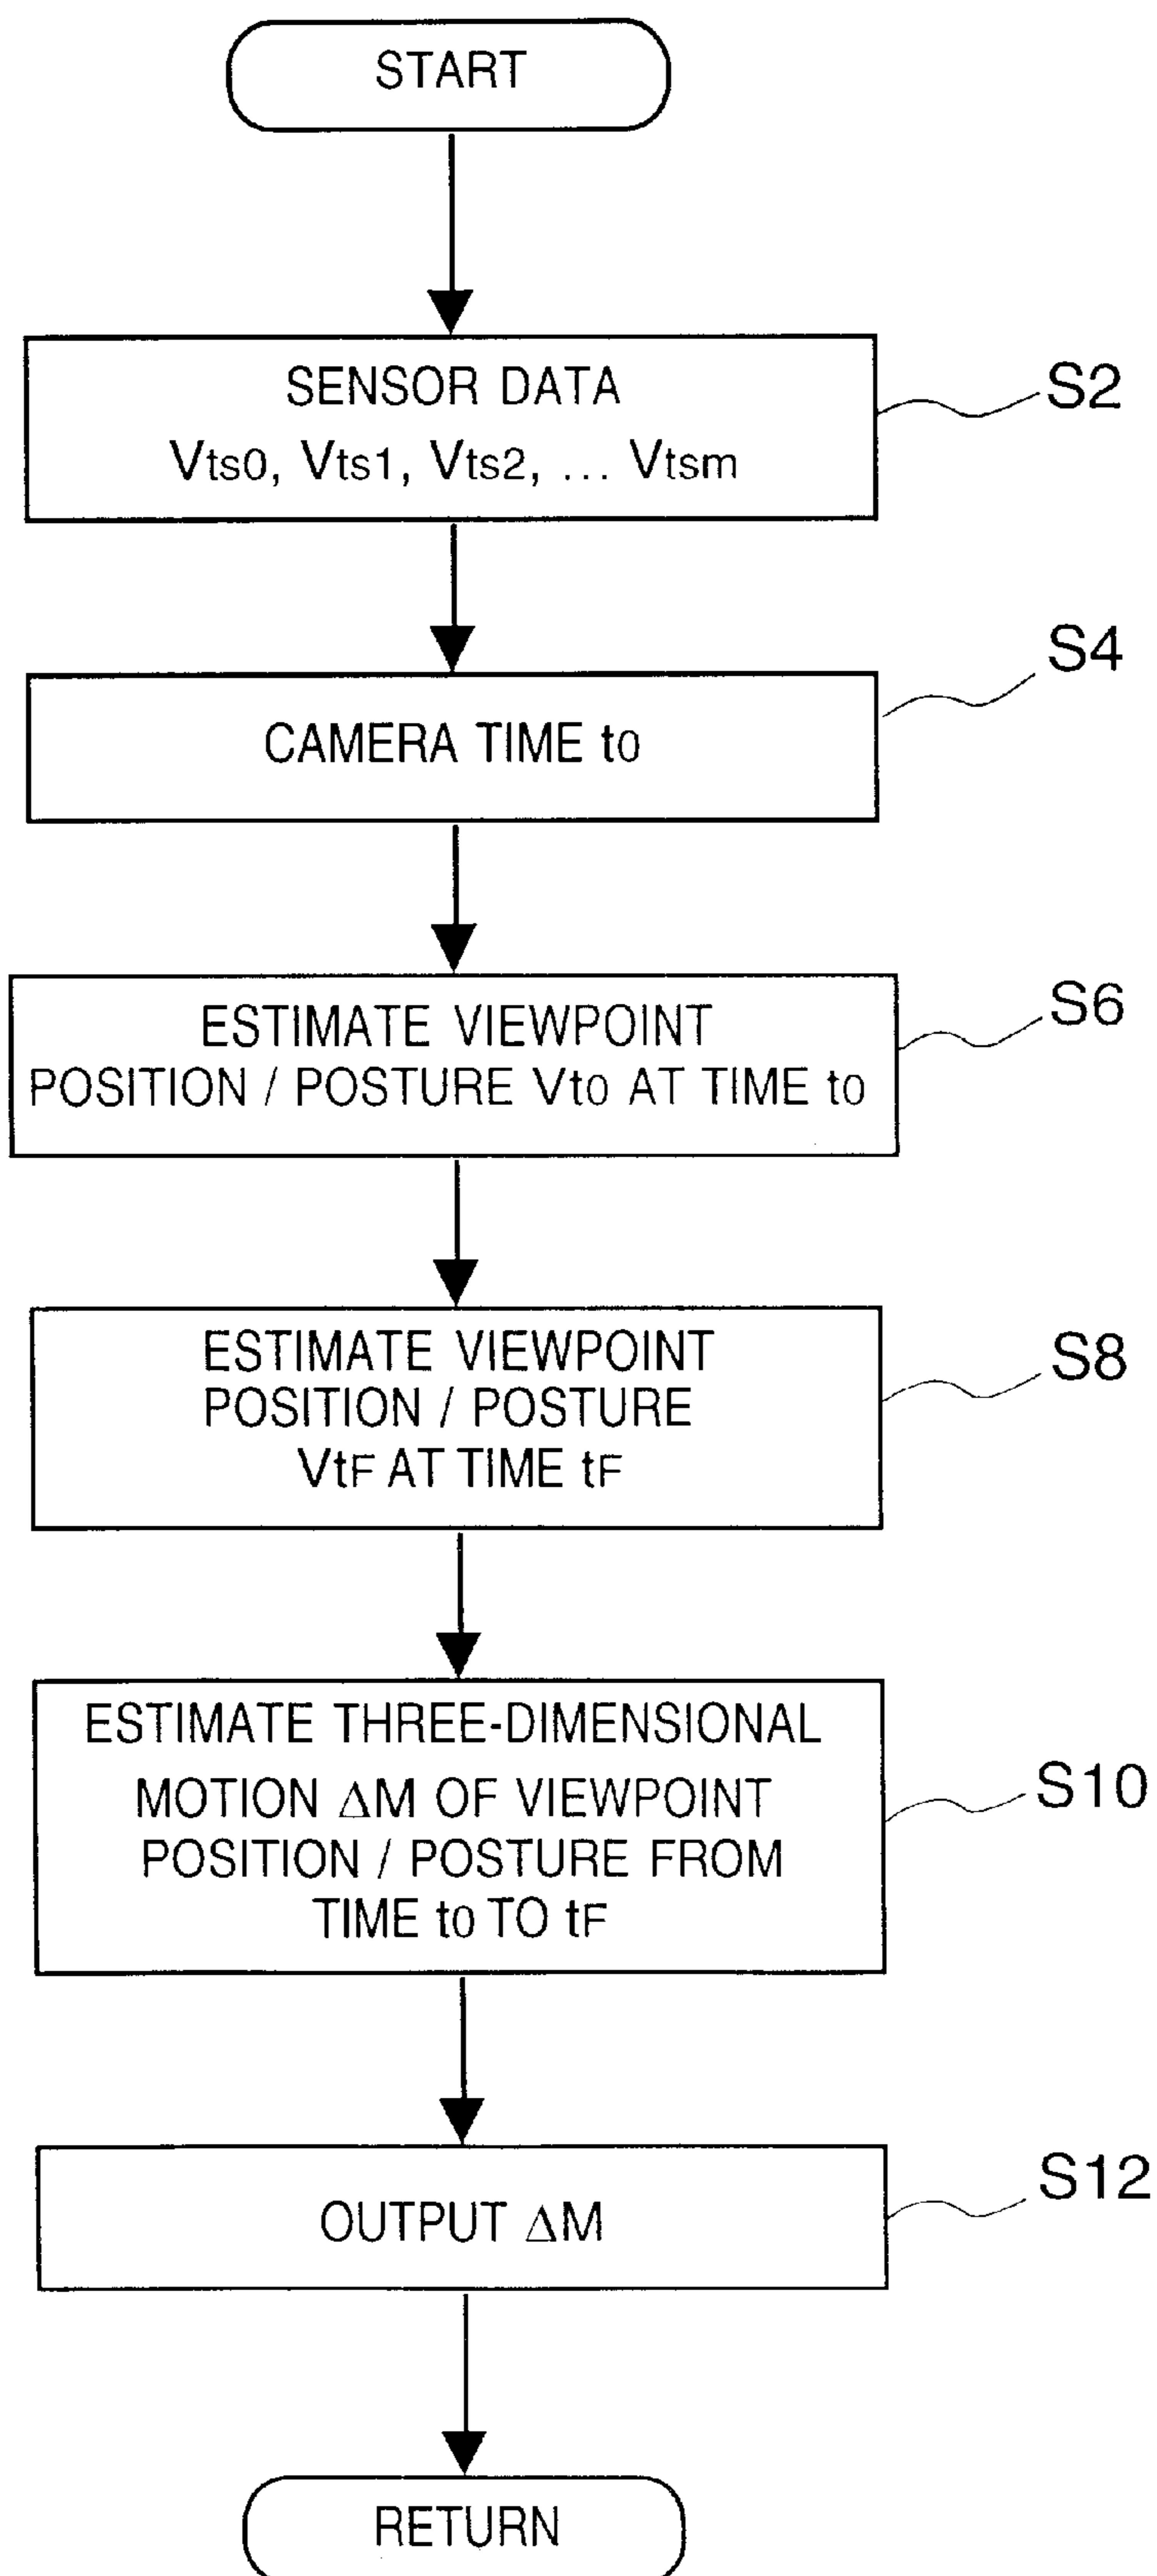 START
SENSOR DATA
Vts0, Vts1, Vts2, ... Vtsm
S2
CAMERA TIME t0
S4
ESTIMATE VIEWPOINT
POSITION / POSTURE Vt0 AT TIME t0
S6
ESTIMATE VIEWPOINT
POSITION / POSTURE
VtF AT TIME tF
S8
ESTIMATE THREE-DIMENSIONAL
MOTION ΔM OF VIEWPOINT
POSITION / POSTURE FROM
TIME t0 TO tF
S10
OUTPUT ΔM
S12
RETURN